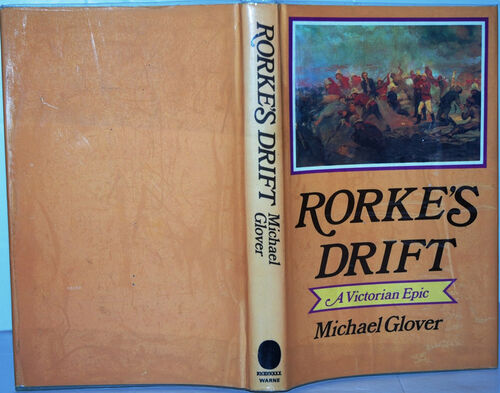 RORKE'S DRIFT
Michael
Glover
WARNE
RORKE'S
DRIFT
A Victorian Epic
Michael Glover